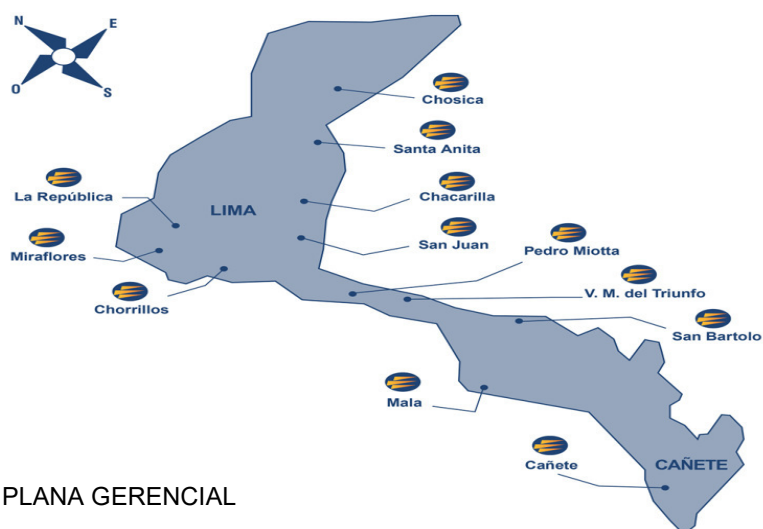 N
E
O
S
Chosica
Santa Anita
La República
Chacarilla
LIMA
San Juan
Miraflores
Pedro Miotta
V. M. del Triunfo
Chorrillos
San Bartolo
Mala
Cañete
CAÑETE
PLANA GERENCIAL